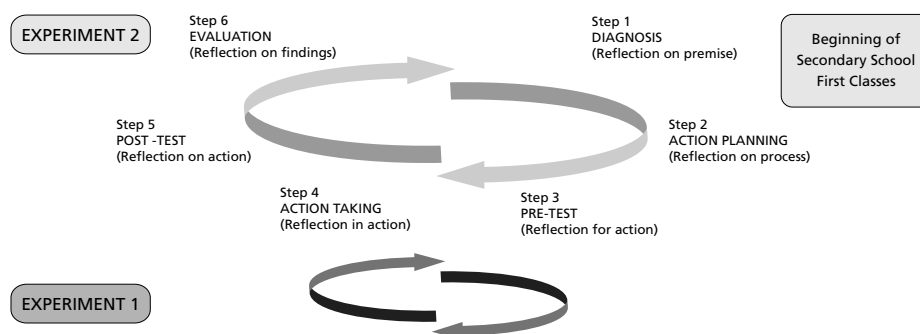 EXPERIMENT 2
Step 6
EVALUATION
(Reflection on findings)
Step 1
DIAGNOSIS
(Reflection on premise)
Beginning of
Secondary School
First Classes
Step 5
POST -TEST
(Reflection on action)
Step 2
ACTION PLANNING
(Reflection on process)
Step 4
ACTION TAKING
(Reflection in action)
Step 3
PRE-TEST
(Reflection for action)
EXPERIMENT 1